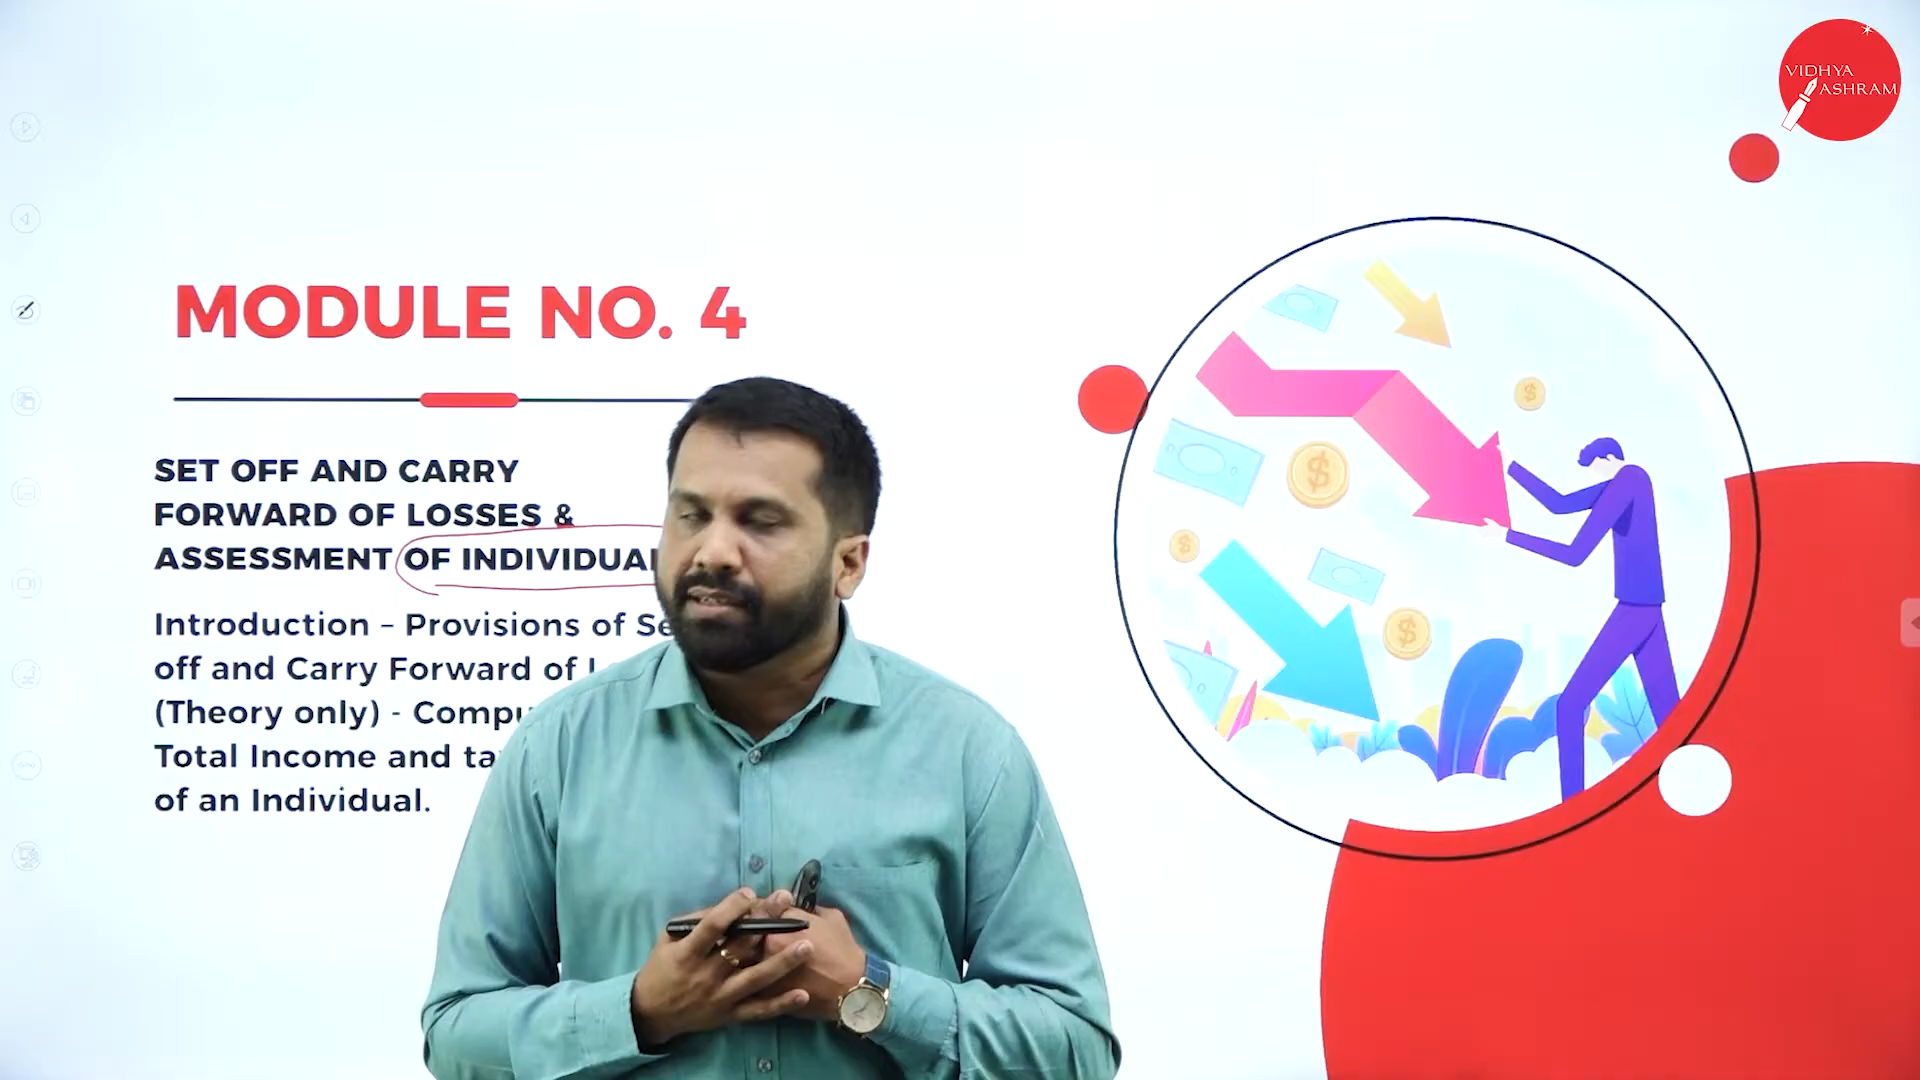 VIDHYA
ASHRAM
MODULE NO. 4
SET OFF AND CARRY
FORWARD OF LOSSES &
ASSESSMENT OF INDIVIDUAL
Introduction – Provisions of Se
off and Carry Forward of
(Theory only) - Compu
Total Income and ta
of an Individual.